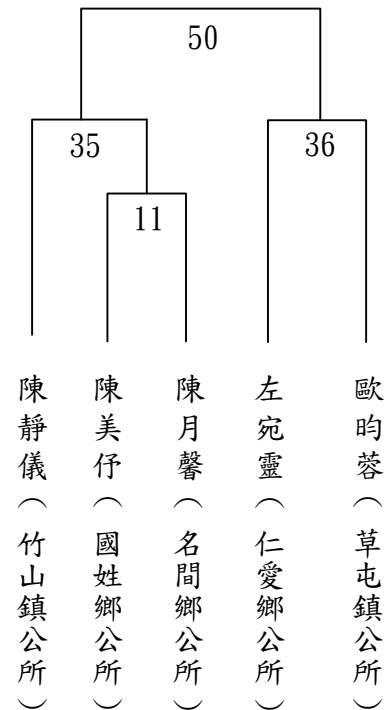 50
35
36
11
陳靜儀（竹山鎮公所）
陳美伃（國姓鄉公所）
陳月馨（名間鄉公所）
左宛靈（仁愛鄉公所）
歐昀蓉（草屯鎮公所）